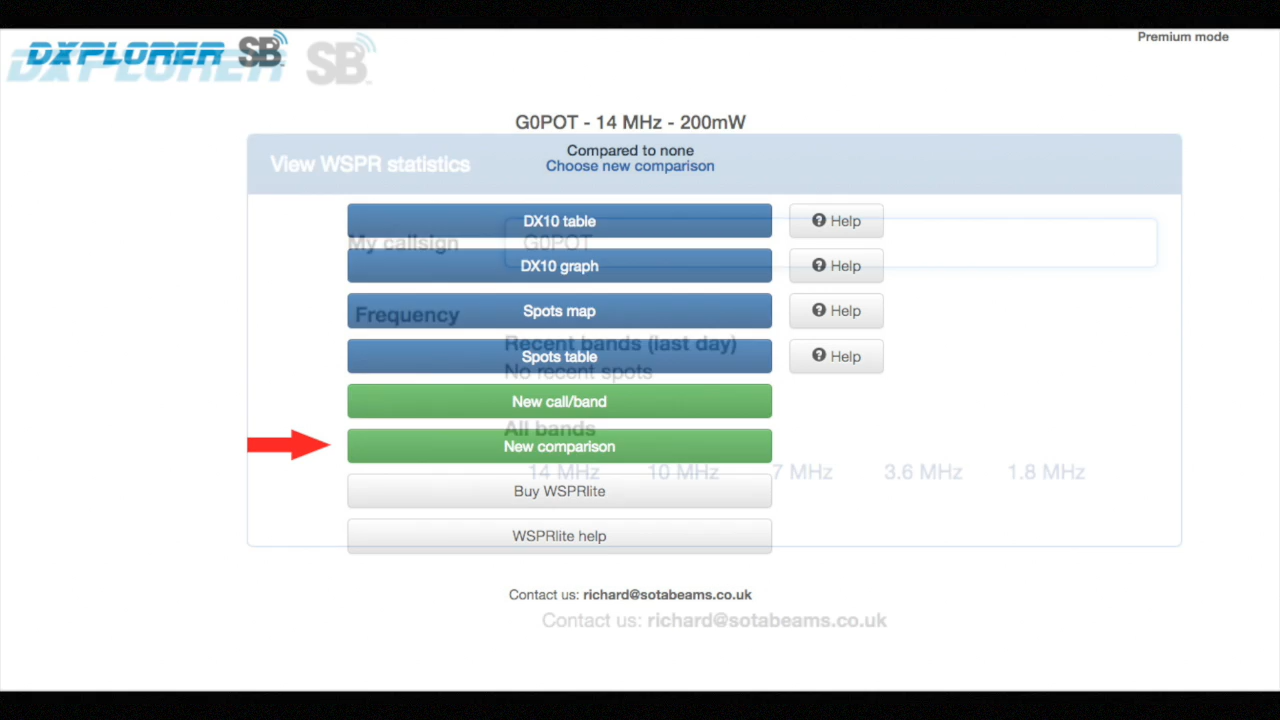 DXPLORER SB
DXPLORER SB
Premium mode
G0POT - 14 MHz - 200mW
Compared to none
View WSPR statistics
Choose new comparison
DX10 table
Help
My callsign
G0POT
DX10 graph
Help
Spots map
Help
Frequency
Recent bands (last day)
Spots table
Help
No recent spots
New call/band
All bands
New comparison
14 MHz 10 MHz 7 MHz 3.6 MHz 1.8 MHz
Buy WSPRlite
WSPRlite help
Contact us: richard@sotabeams.co.uk
Contact us: richard@sotabeams.co.uk